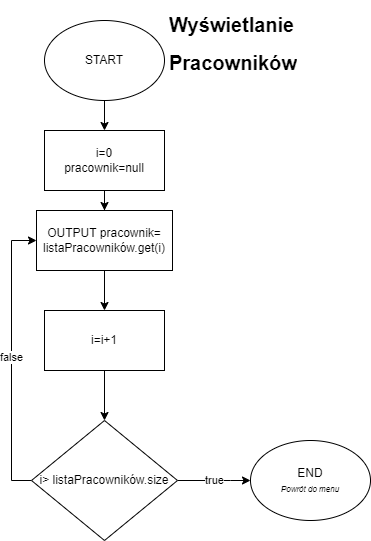 Wyświetlanie
Pracowników
START
i=0
pracownik=null
OUTPUT pracownik=
listaPracowników.get(i)
i=i+1
false
i> listaPracowników.size
true
END
Powrót do menu